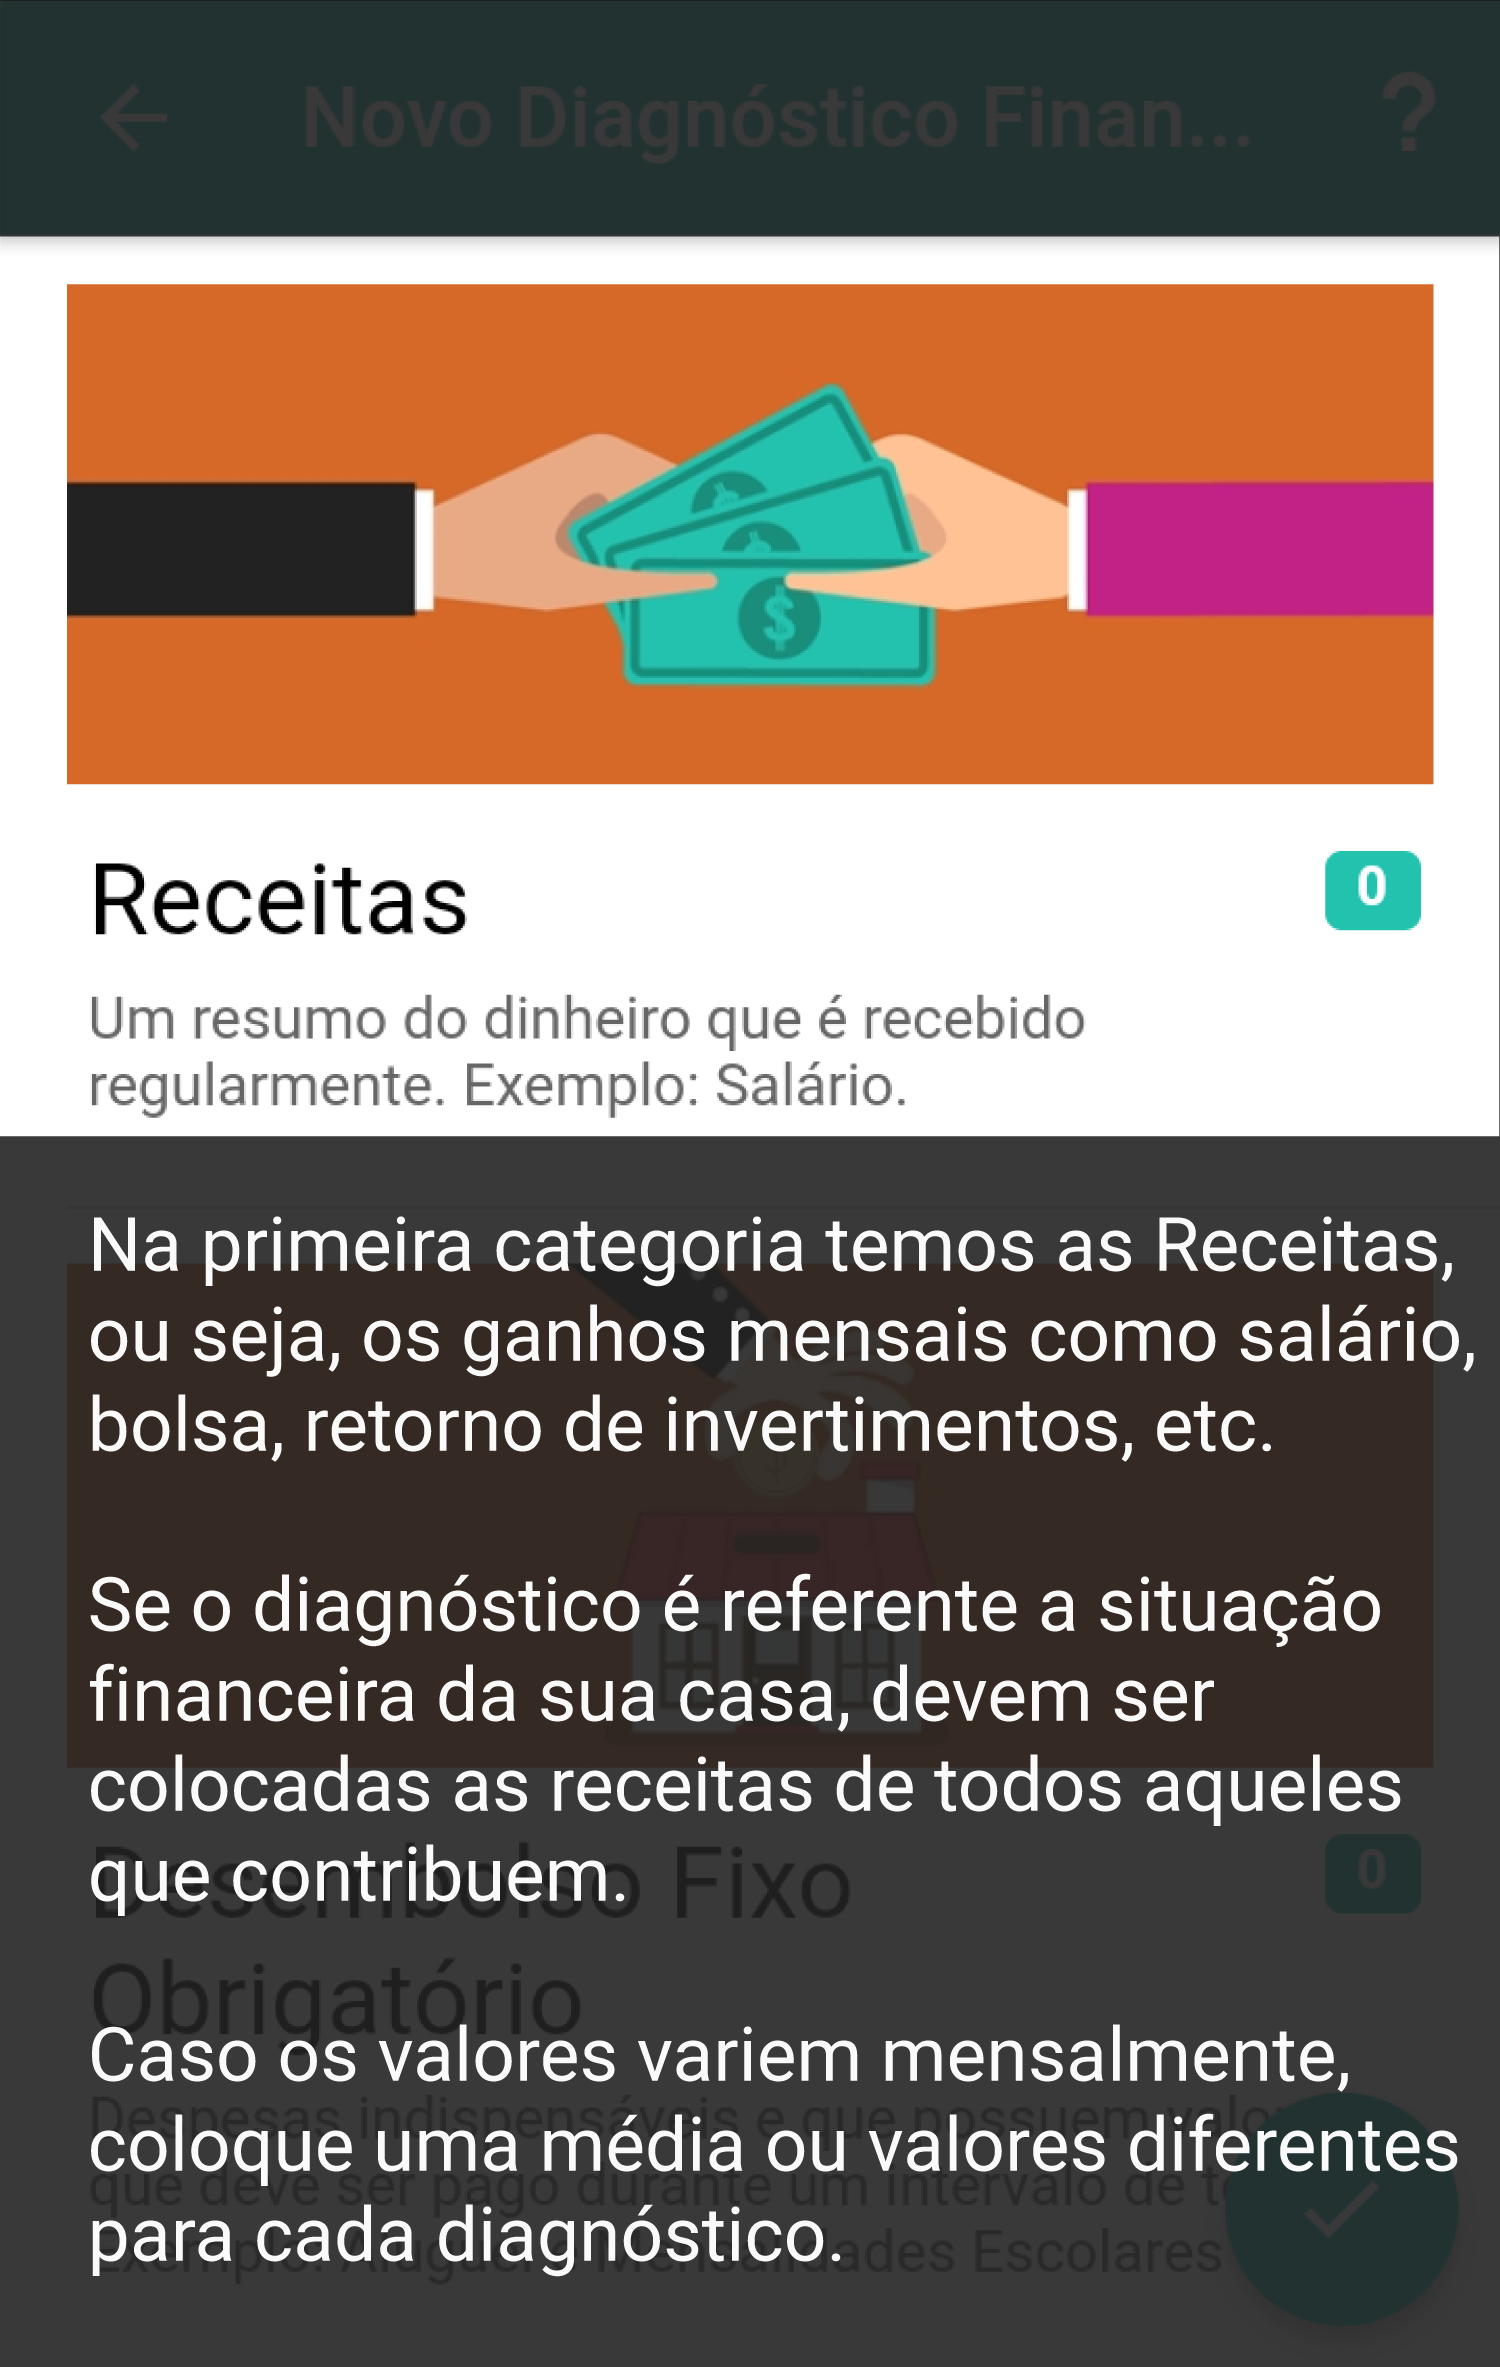 Novo Diagnóstico Finan...
?
Receitas
0
Um resumo do dinheiro que é recebido
regularmente. Exemplo: Salário.
Na primeira categoria temos as Receitas,
ou seja, os ganhos mensais como salário,
bolsa, retorno de invertimentos, etc.
Se o diagnóstico é referente a situação
financeira da sua casa, devem ser
colocadas as receitas de todos aqueles
que contribuem.
Desembolso Fixo
0
Obrigatório
Caso os valores variem mensalmente,
Despesas indispensáveis e que possuem
coloque uma média ou valores diferentes
que deve ser pago durante um intervalo de
para cada diagnóstico.
Exemplo: Aluguel e Mensalidades Escolares